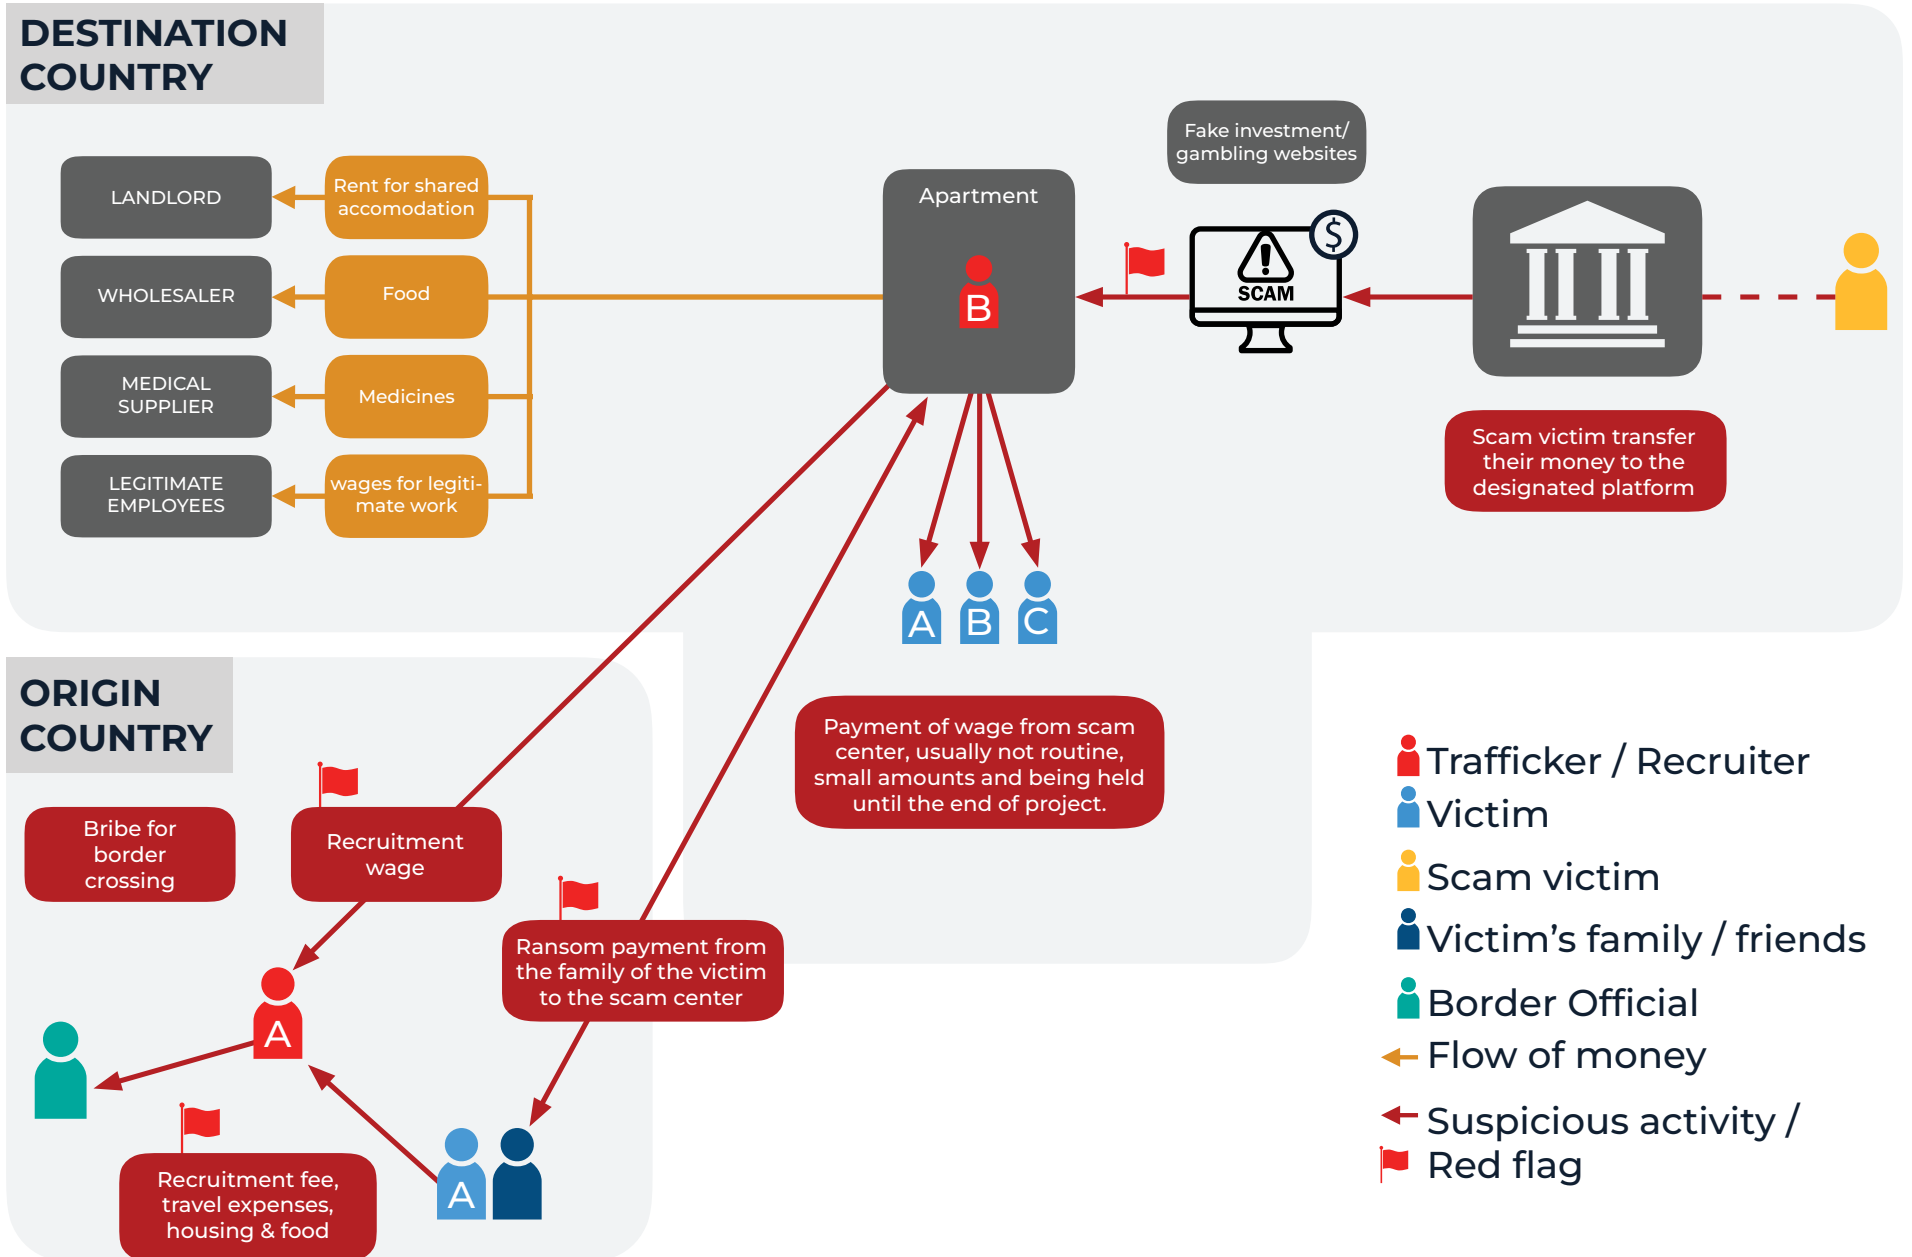 DESTINATION
COUNTRY
LANDLORD
Rent for shared
accomodation
WHOLESALER
Food
MEDICAL
SUPPLIER
Medicines
LEGITIMATE
EMPLOYEES
wages for legiti-
mate work
Apartment
B
Fake investment/
gambling websites
$
SCAM
Scam victim transfer
their money to the
designated platform
A
B
C
Payment of wage from scam
center, usually not routine,
small amounts and being held
until the end of project.
ORIGIN
COUNTRY
Bribe for
border
crossing
Recruitment
wage
Ransom payment from
the family of the victim
to the scam center
A
Recruitment fee,
travel expenses,
housing & food
A
Trafficker / Recruiter
Victim
Scam victim
Victim’s family / friends
Border Official
Flow of money
Suspicious activity /
Red flag